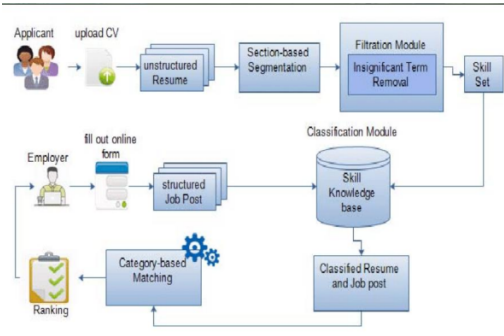 Applicant
upload CV
unstructured
Resume
Section-based
Segmentation
Filtration Module
Insignificant Term
Removal
Skill
Set
Employer
fill out online
form
structured
Job Post
Classification Module
Skill
Knowledge
base
Ranking
Category-based
Matching
Classified Resume
and Job post